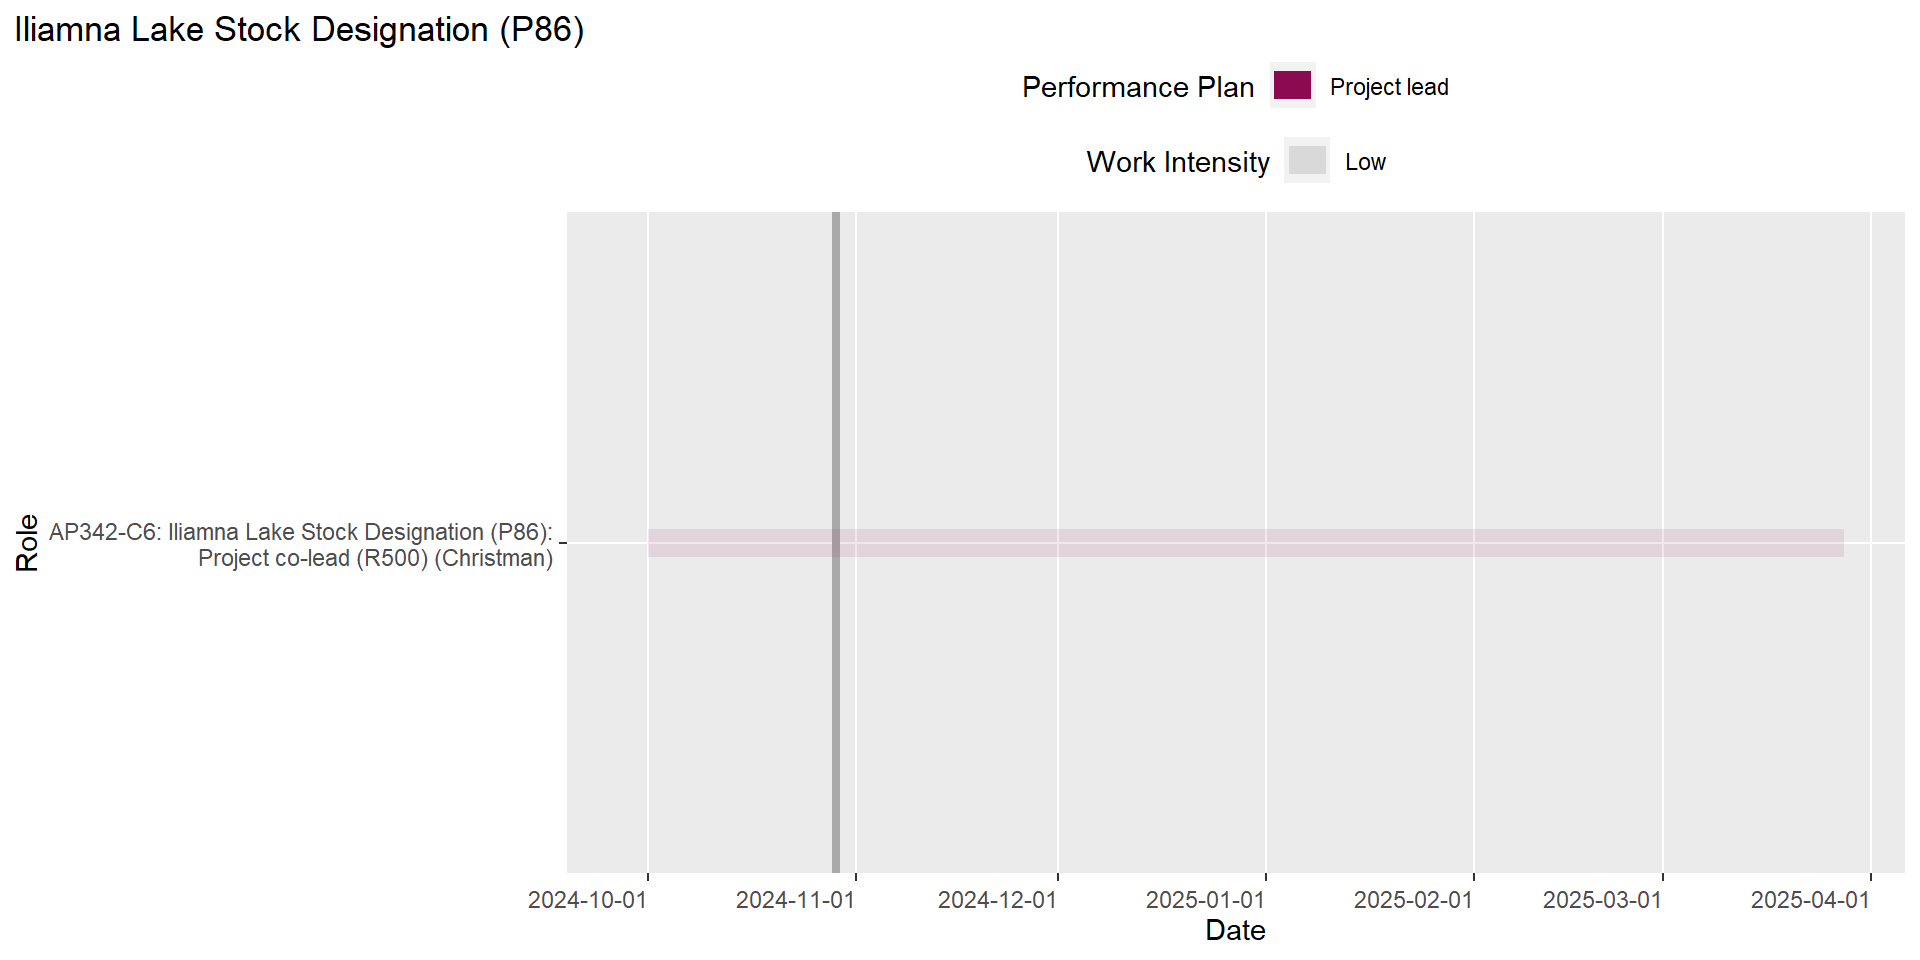 Iliamna Lake Stock Designation (P86)
Performance Plan
Project lead
Work Intensity
Low
Role
AP342-C6: Iliamna Lake Stock Designation (P86):
Project co-lead (R500) (Christman)
2024-10-01
2024-11-01
2024-12-01
2025-01-01
2025-02-01
2025-03-01
2025-04-01
Date